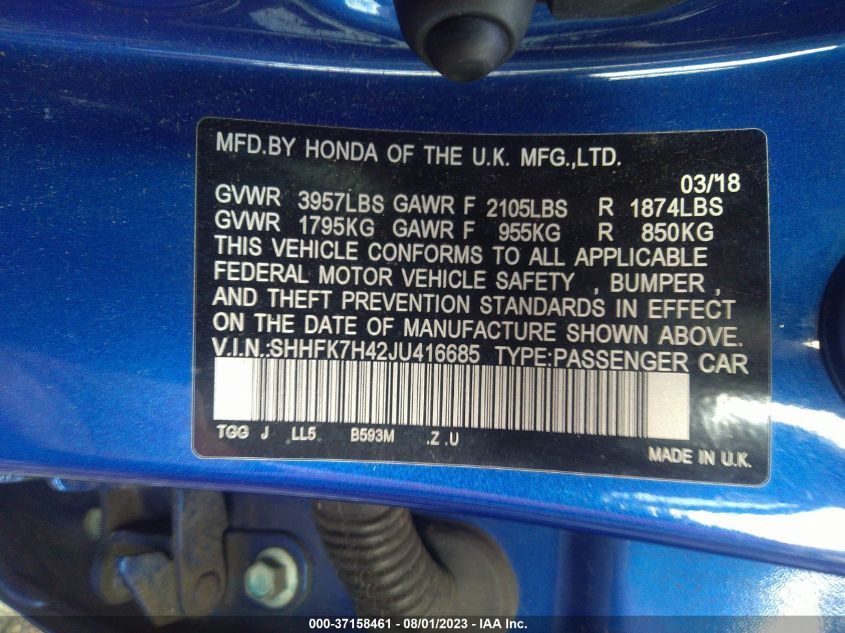 MFD.BY HONDA OF THE U.K. MFG.,LTD.
03/'18
GVWR 3957LBS GAWR F 2105LBS R 1874LBS
GVWR 1795KG GAWR F 955KG R 850KG
THIS VEHICLE CONFORMS TO ALL APPLICABLE
FEDERAL MOTOR VEHICLE SAFETY , BUMPER ,
AND THEFT PREVENTION STANDARDS IN EFFECT
ON THE DATE OF MANUFACTURE SHOWN ABOVE.
V.I.N.:SHHFK7H42JU416685 TYPE:PASSENGER CAR
TGG J LL5 B593M .Z .U
MADE IN U.K.
000-37158461 - 08/01/2023 - IAA Inc.